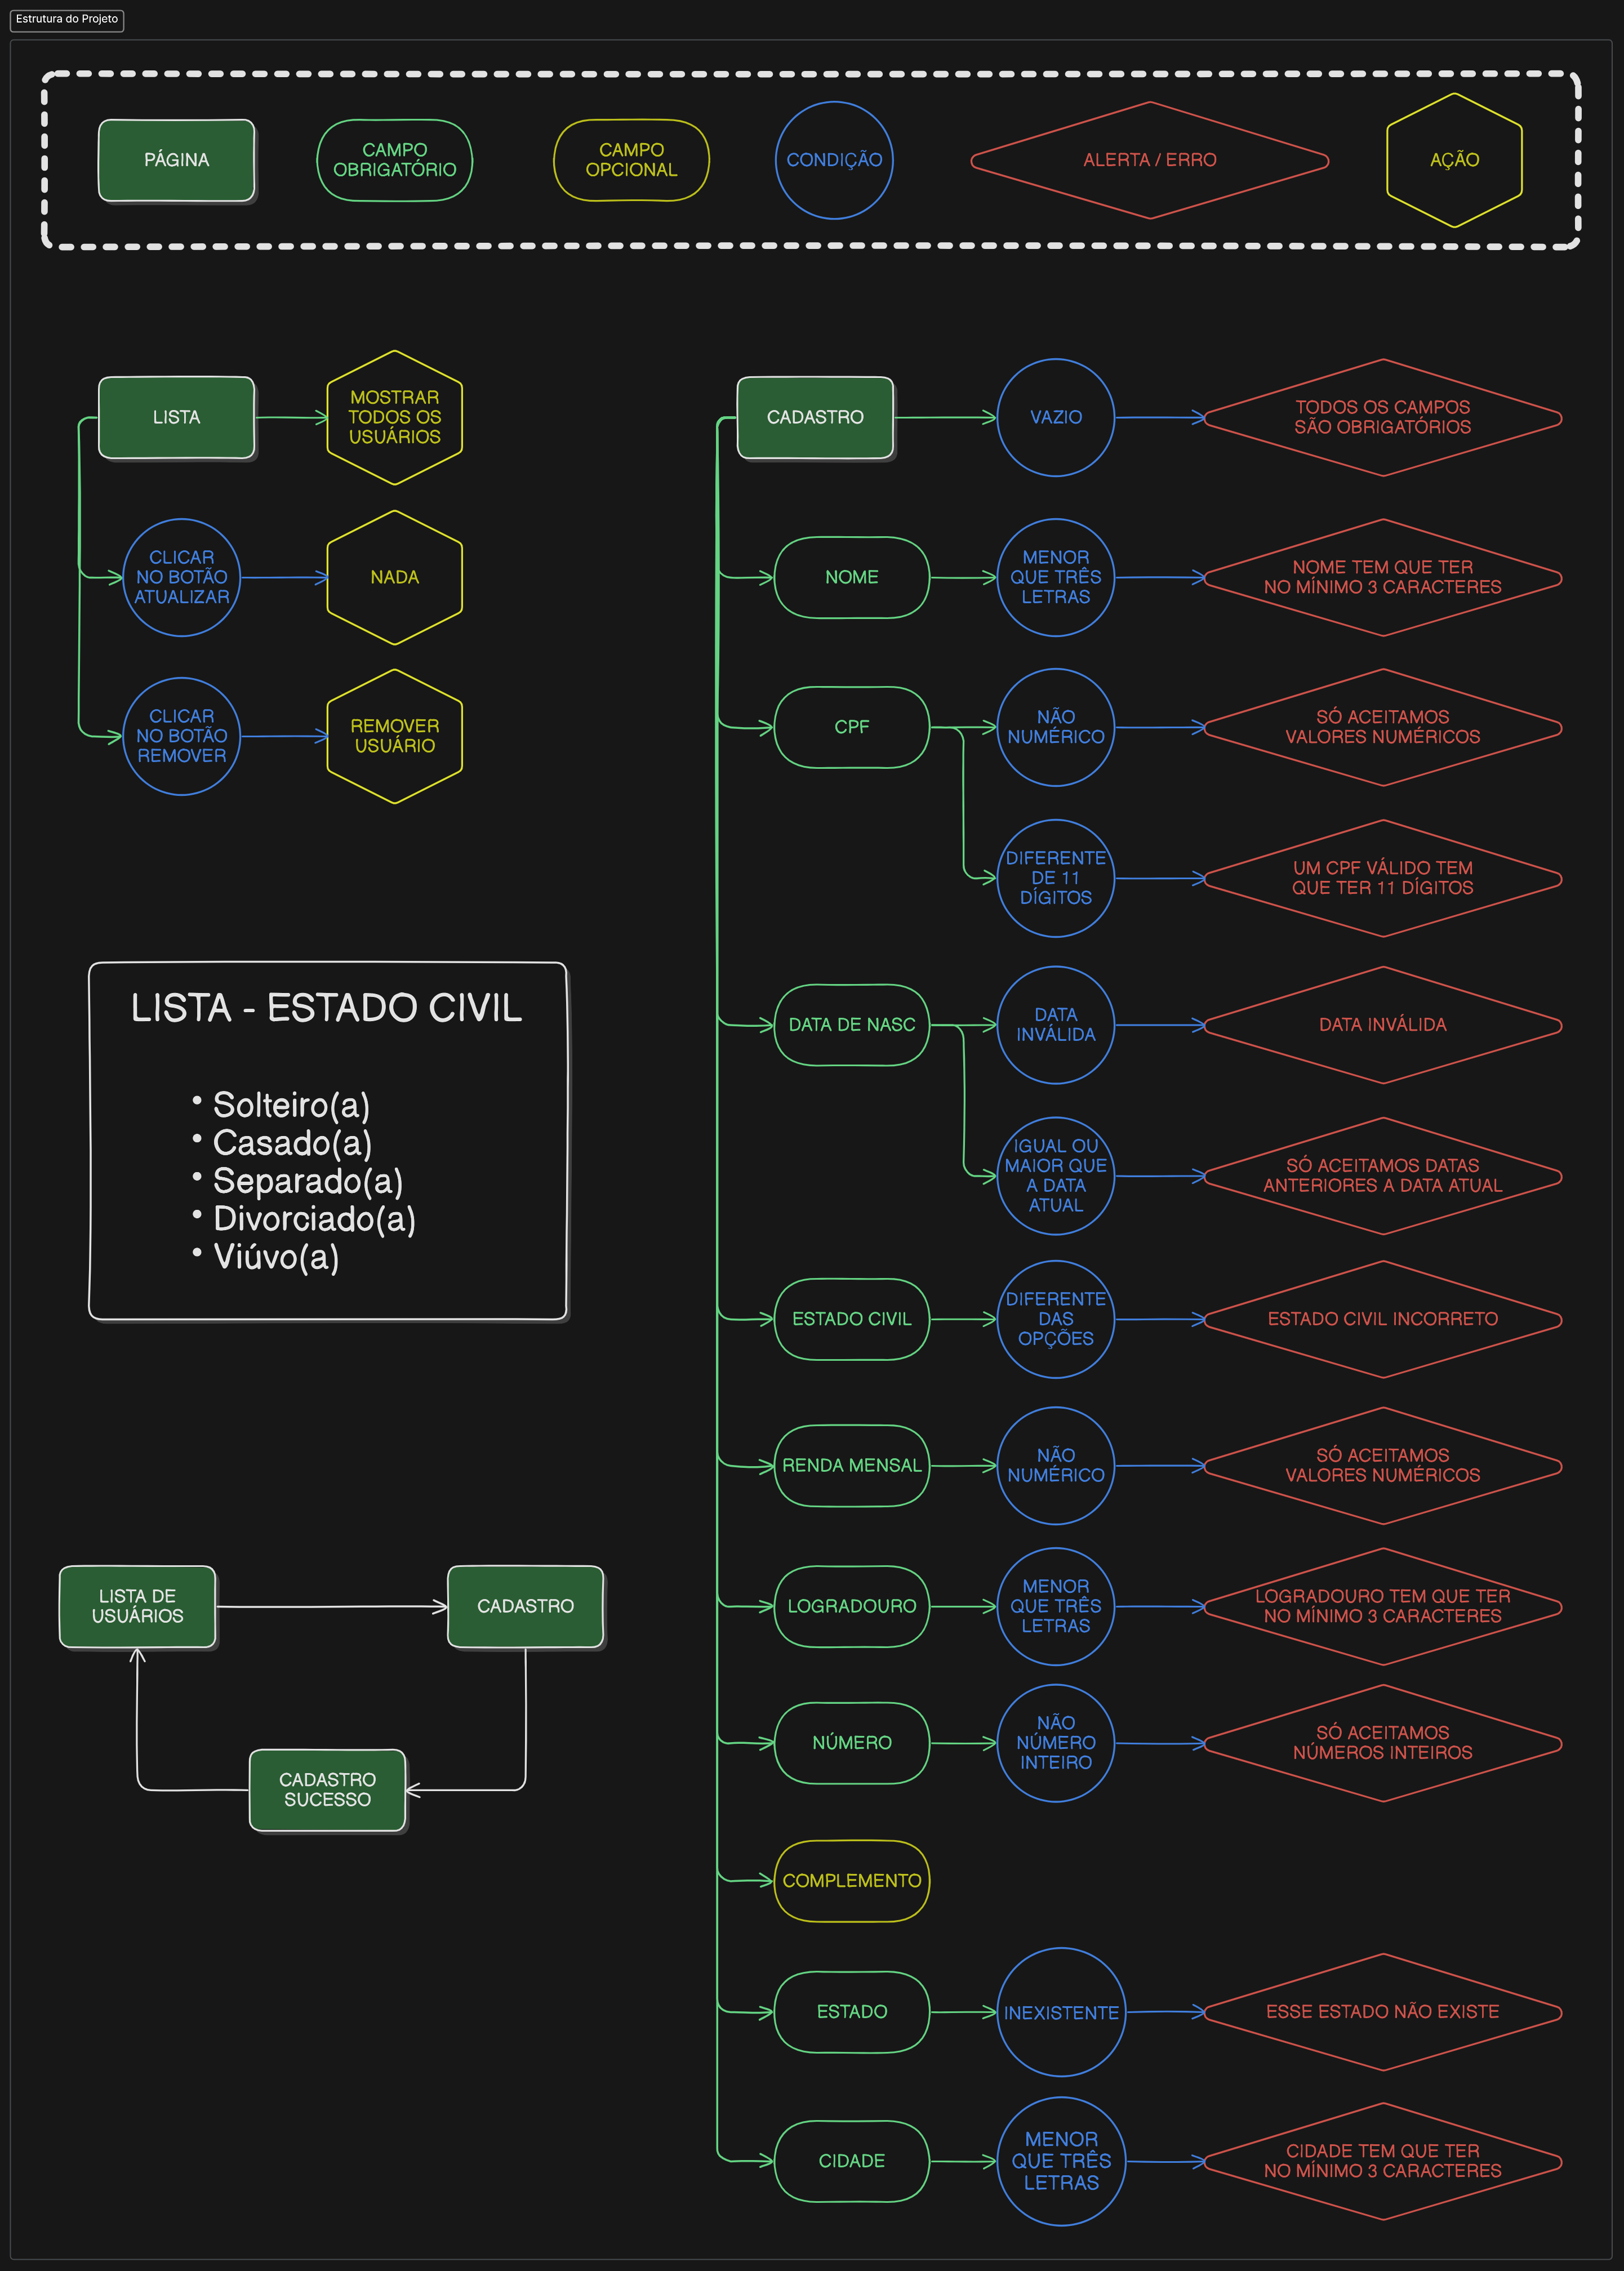 Estrutura do Projeto
PÁGINA
CAMPO
OBRIGATÓRIO
CAMPO
OPCIONAL
CONDIÇÃO
ALERTA / ERRO
AÇÃO
LISTA
MOSTRAR
TODOS OS
USUÁRIOS
CLICAR
NO BOTÃO
ATUALIZAR
NADA
CLICAR
NO BOTÃO
REMOVER
REMOVER
USUÁRIO
LISTA - ESTADO CIVIL
• Solteiro(a)
• Casado(a)
• Separado(a)
• Divorciado(a)
• Viúvo(a)
LISTA DE
USUÁRIOS
CADASTRO
CADASTRO
SUCESSO
CADASTRO
VAZIO
TODOS OS CAMPOS
SÃO OBRIGATÓRIOS
NOME
MENOR
QUE TRÊS
LETRAS
NOME TEM QUE TER
NO MÍNIMO 3 CARACTERES
CPF
NÃO
NUMÉRICO
SÓ ACEITAMOS
VALORES NUMÉRICOS
DIFERENTE
DE 11
DÍGITOS
UM CPF VÁLIDO TEM
QUE TER 11 DÍGITOS
DATA DE NASC
DATA
INVÁLIDA
DATA INVÁLIDA
IGUAL OU
MAIOR QUE
A DATA
ATUAL
SÓ ACEITAMOS DATAS
ANTERIORES A DATA ATUAL
ESTADO CIVIL
DIFERENTE
DAS
OPÇÕES
ESTADO CIVIL INCORRETO
RENDA MENSAL
NÃO
NUMÉRICO
SÓ ACEITAMOS
VALORES NUMÉRICOS
LOGRADOURO
MENOR
QUE TRÊS
LETRAS
LOGRADOURO TEM QUE TER
NO MÍNIMO 3 CARACTERES
NÚMERO
NÃO
NÚMERO
INTEIRO
SÓ ACEITAMOS
NÚMEROS INTEIROS
COMPLEMENTO
ESTADO
INEXISTENTE
ESSE ESTADO NÃO EXISTE
CIDADE
MENOR
QUE TRÊS
LETRAS
CIDADE TEM QUE TER
NO MÍNIMO 3 CARACTERES